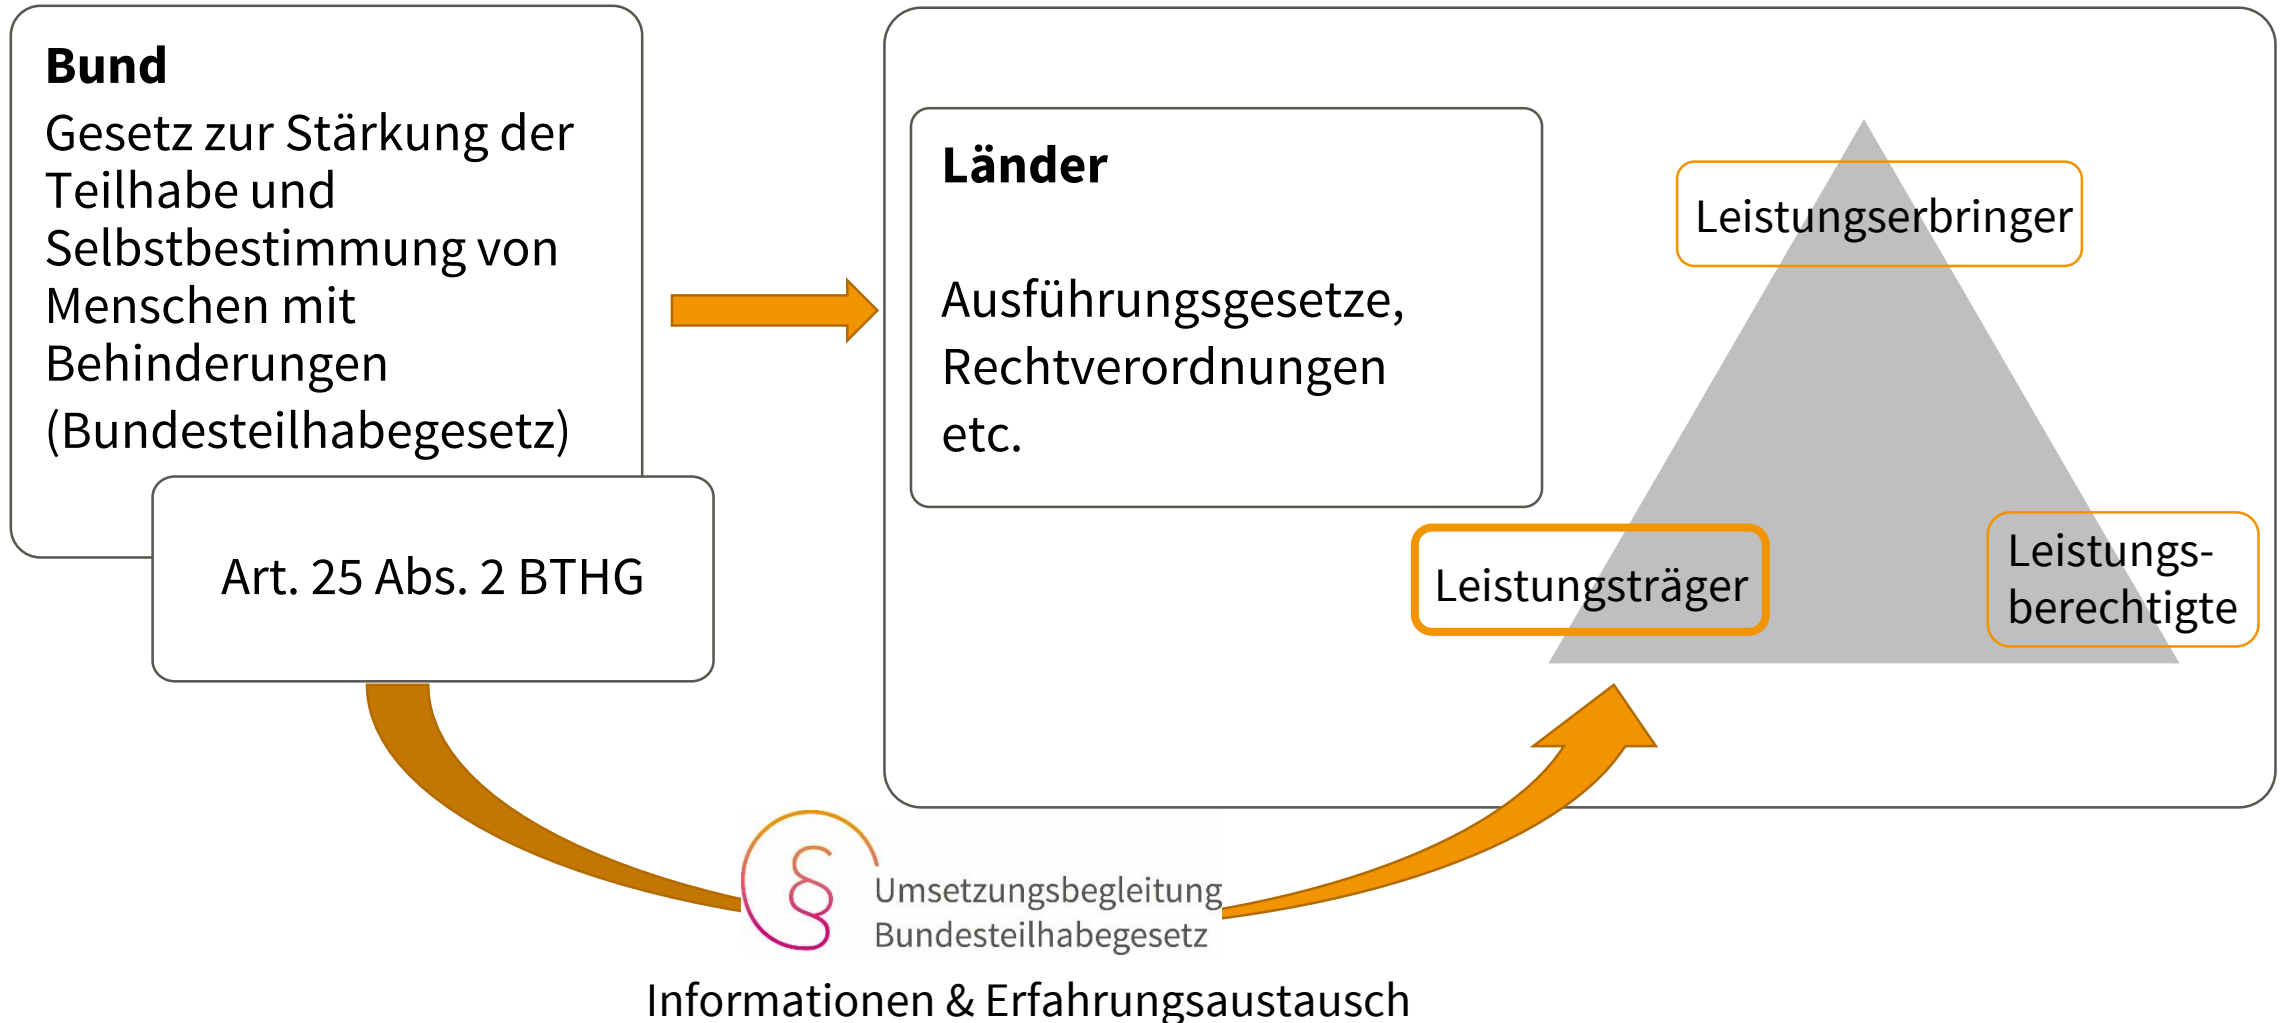 Bund
Gesetz zur Stärkung der
Teilhabe und
Selbstbestimmung von
Menschen mit
Behinderungen
(Bundesteilhabegesetz)
Art. 25 Abs. 2 BTHG
Länder
Ausführungsgesetze,
Rechtverordnungen
etc.
Leistungserbringer
Leistungsträger
Leistungs-
berechtigte
§
Umsetzungsbegleitung
Bundesteilhabegesetz
Informationen & Erfahrungsaustausch